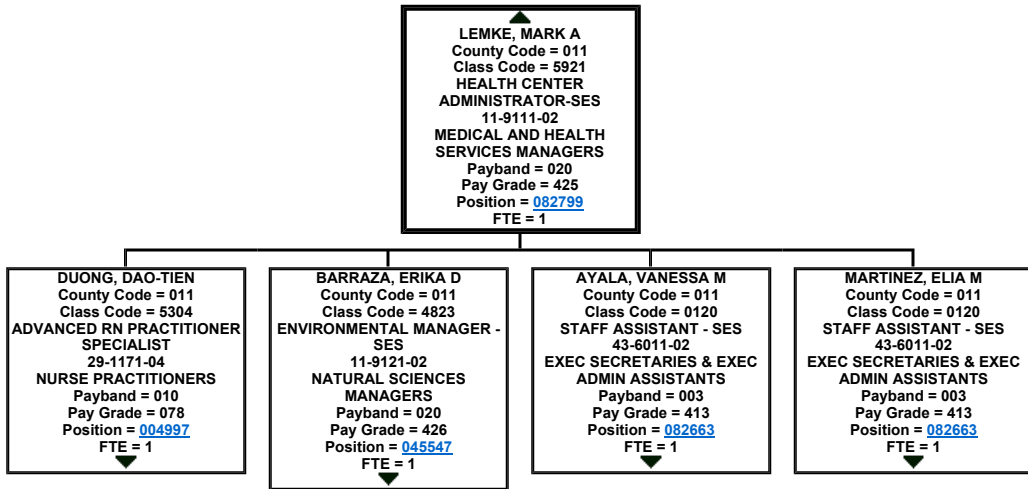 LEMKE, MARK A
County Code = 011
Class Code = 5921
HEALTH CENTER
ADMINISTRATOR-SES
11-9111-02
MEDICAL AND HEALTH
SERVICES MANAGERS
Payband = 020
Pay Grade = 425
Position = 082799
FTE = 1
DUONG, DAO-TIEN
County Code = 011
Class Code = 5304
ADVANCED RN PRACTITIONER
SPECIALIST
29-1171-04
NURSE PRACTITIONERS
Payband = 010
Pay Grade = 078
Position = 004997
FTE = 1
BARRAZA, ERIKA D
County Code = 011
Class Code = 4823
ENVIRONMENTAL MANAGER -
SES
11-9121-02
NATURAL SCIENCES
MANAGERS
Payband = 020
Pay Grade = 426
Position = 045547
FTE = 1
AYALA, VANESSA M
County Code = 011
Class Code = 0120
STAFF ASSISTANT - SES
43-6011-02
EXEC SECRETARIES & EXEC
ADMIN ASSISTANTS
Payband = 003
Pay Grade = 413
Position = 082663
FTE = 1
MARTINEZ, ELIA M
County Code = 011
Class Code = 0120
STAFF ASSISTANT - SES
43-6011-02
EXEC SECRETARIES & EXEC
ADMIN ASSISTANTS
Payband = 003
Pay Grade = 413
Position = 082663
FTE = 1